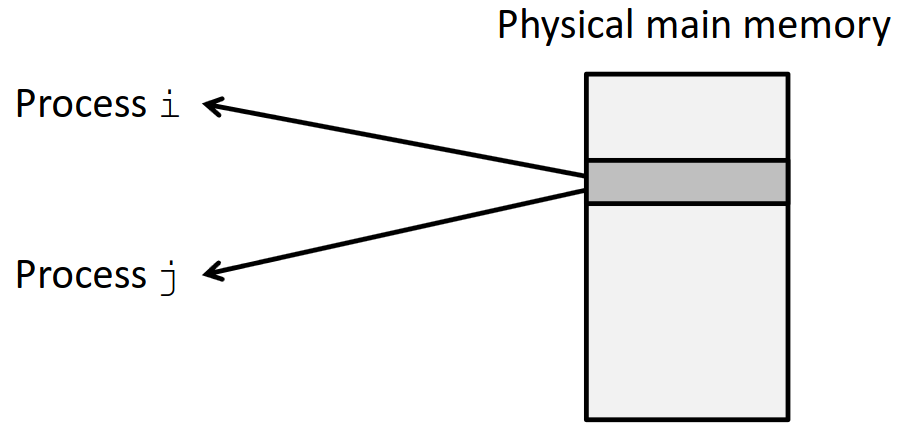 Physical main memory
Process i
Process j